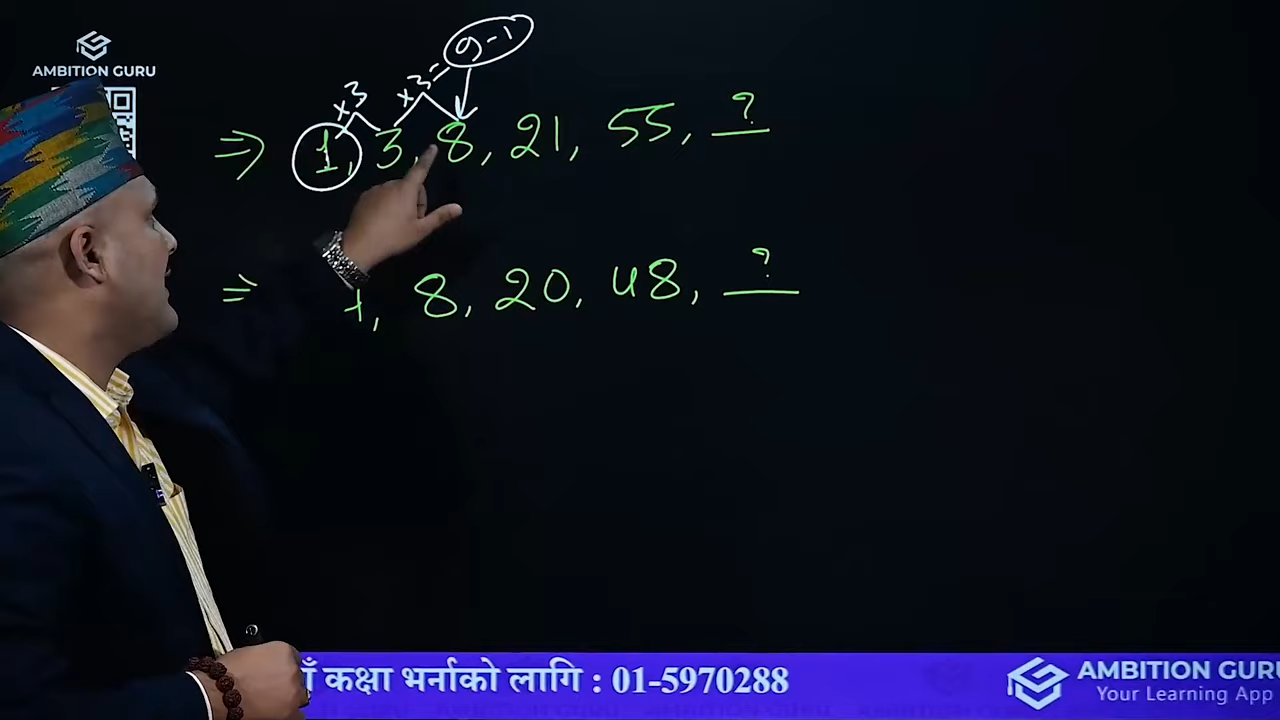 AMBITION GURU
9-1
×3 ×3 =
⇒ 1, 3, 8, 21, 55, ?
⇒ 8, 20, 48, ?
ँ कक्षा भर्नाको लागि : 01-5970288
AMBITION GURU
Your Learning App